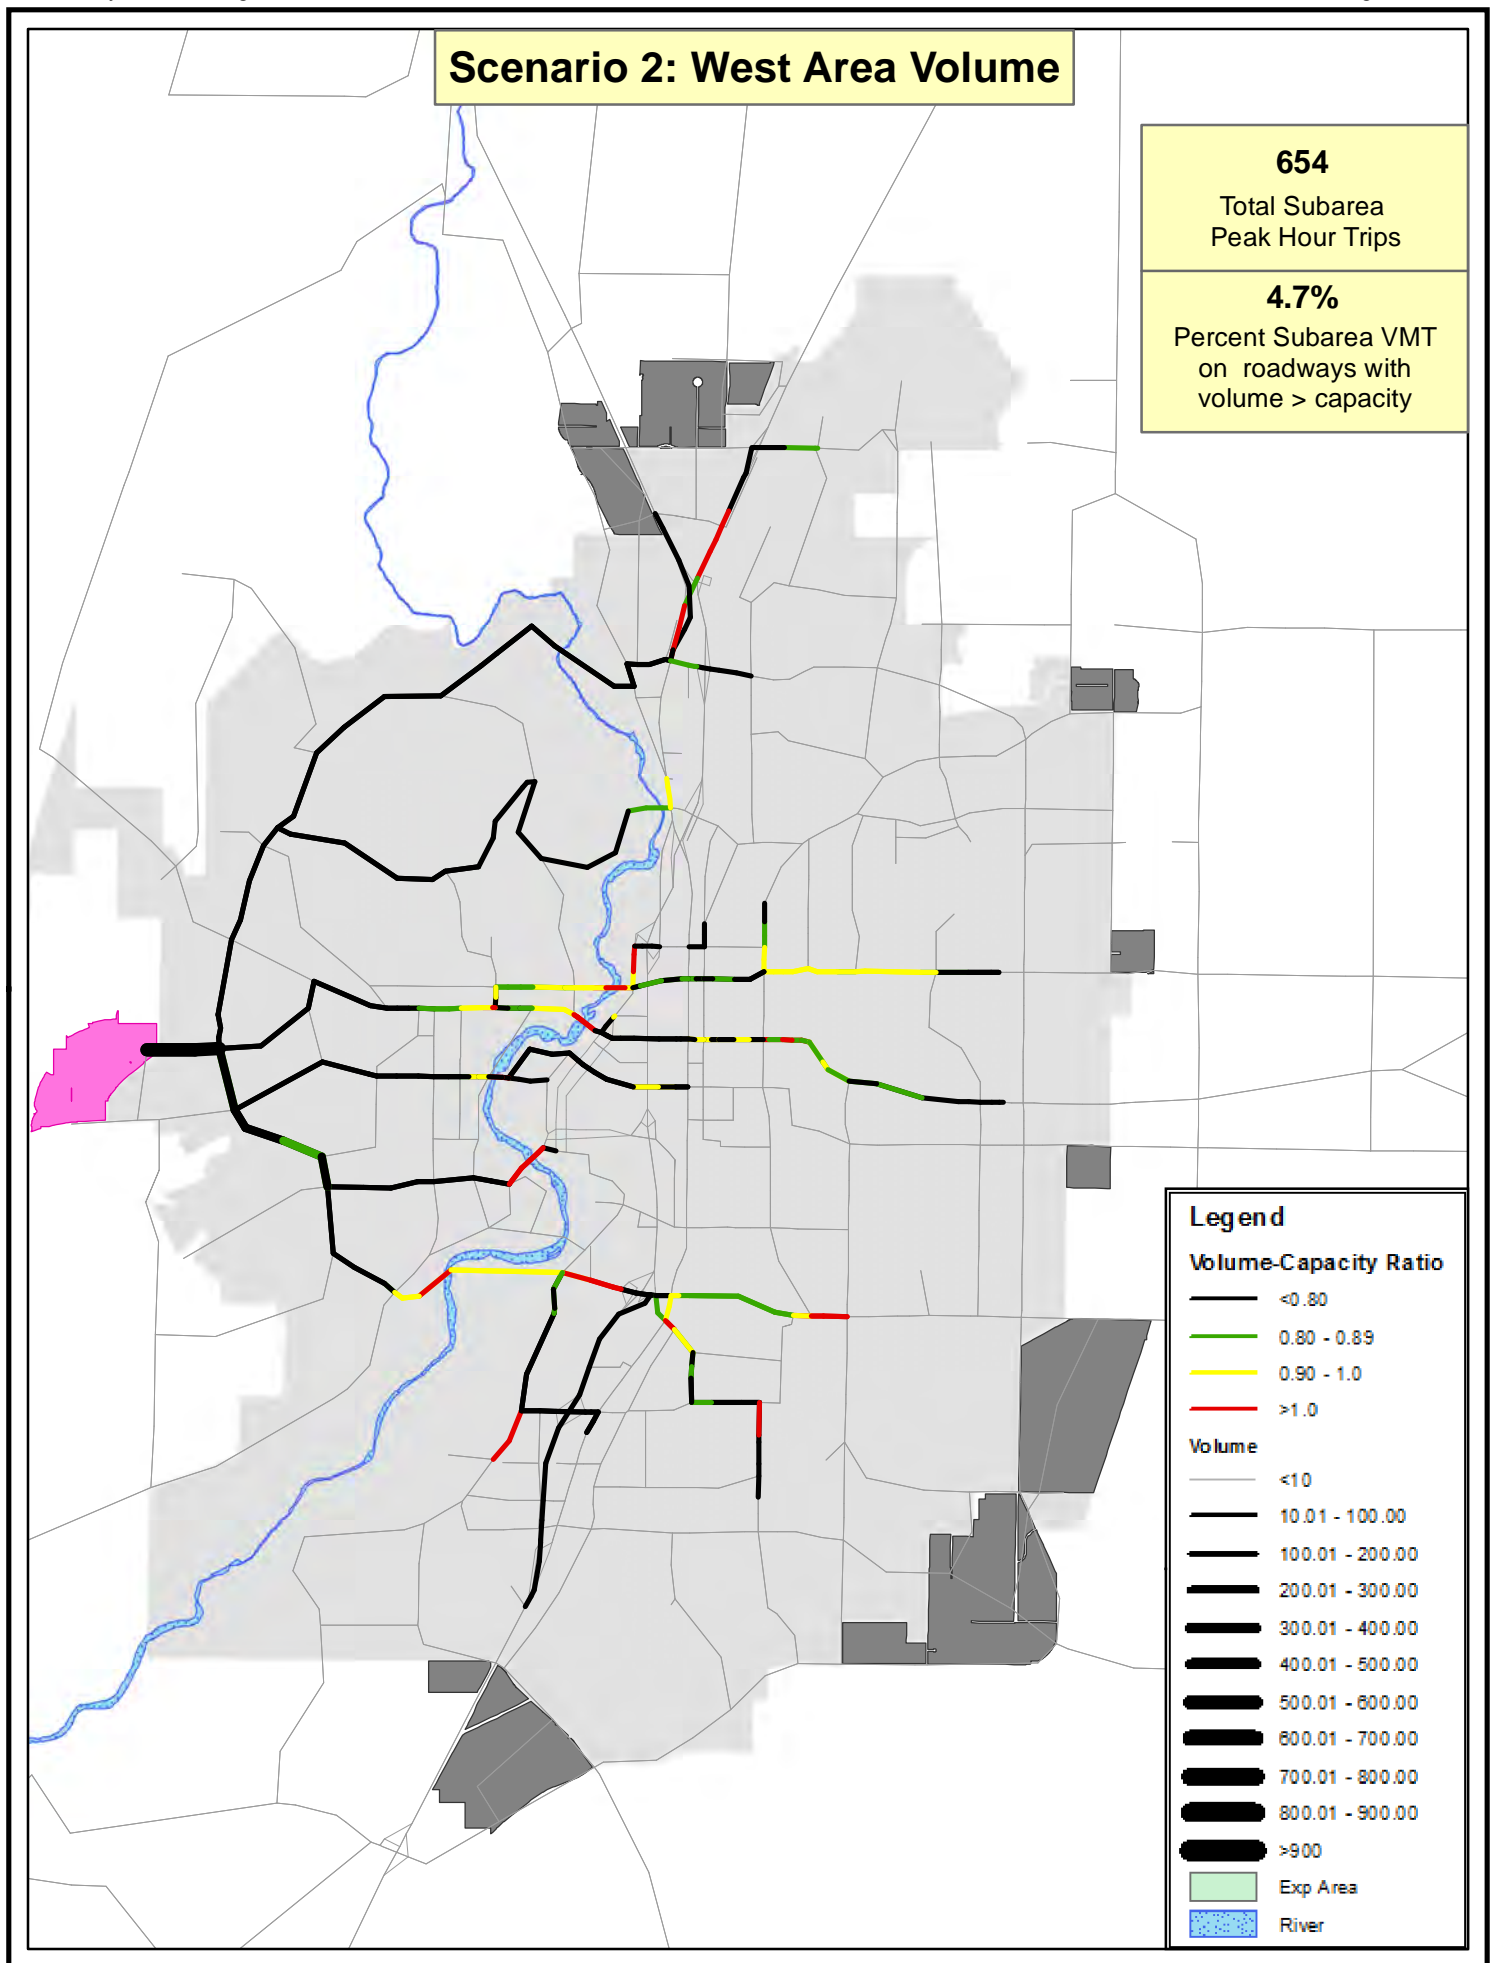 Scenario 2: West Area Volume
654
Total Subarea
Peak Hour Trips
4.7%
Percent Subarea VMT
on roadways with
volume > capacity
Legend
Volume-Capacity Ratio
<0.80
0.80 - 0.89
0.90 - 1.0
>1.0
Volume
<10
10.01 - 100.00
100.01 - 200.00
200.01 - 300.00
300.01 - 400.00
400.01 - 500.00
500.01 - 600.00
600.01 - 700.00
700.01 - 800.00
800.01 - 900.00
>900
Exp Area
River